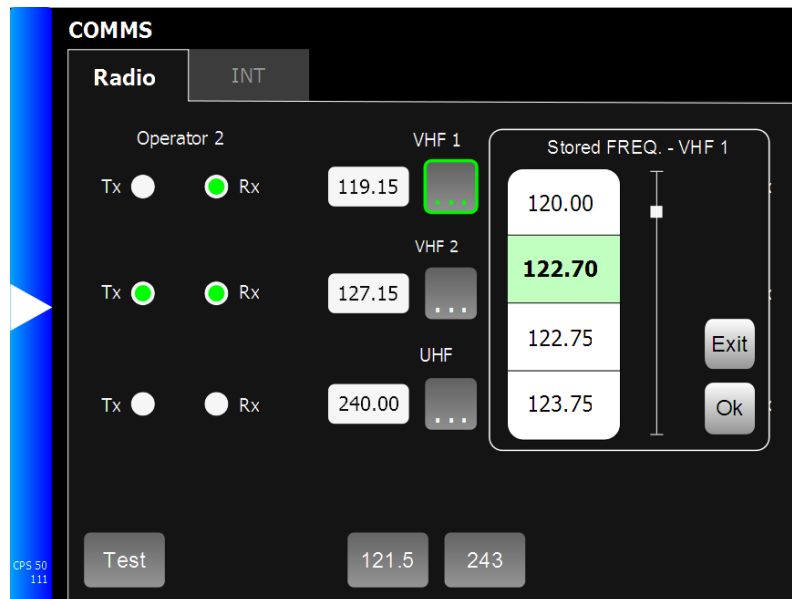 COMMS
Radio INT
Operator 2 VHF 1 Stored FREQ. - VHF 1
Tx Rx 119.15 ... 120.00
VHF 2 122.70
Tx Rx 127.15 ...
UHF 122.75 Exit
Tx Rx 240.00 ... 123.75 Ok
Test 121.5 243
CPS 50
111